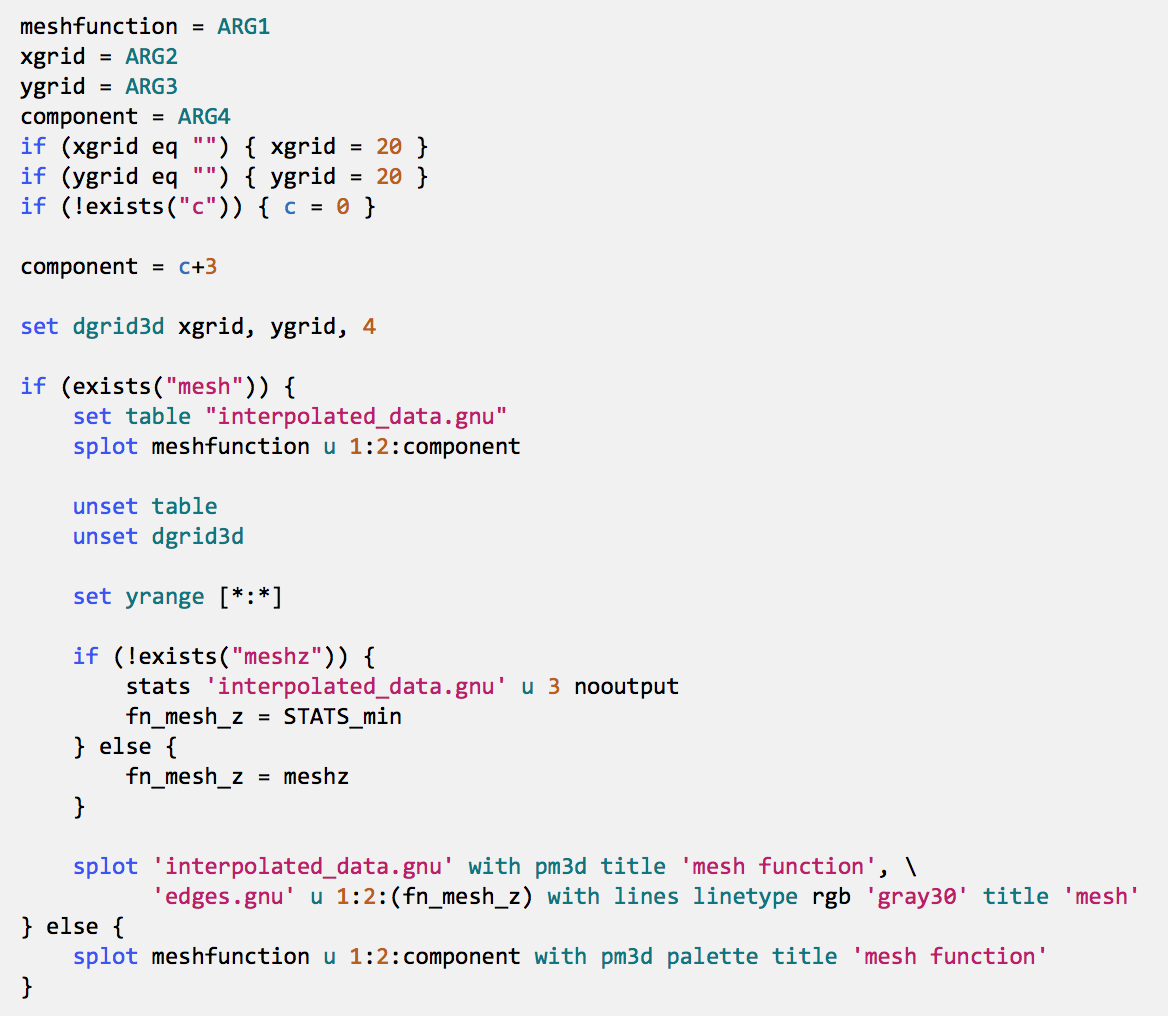 meshfunction = ARG1
xgrid = ARG2
ygrid = ARG3
component = ARG4
if (xgrid eq "") { xgrid = 20 }
if (ygrid eq "") { ygrid = 20 }
if (!exists("c")) { c = 0 }

component = c+3

set dgrid3d xgrid, ygrid, 4

if (exists("mesh")) {
    set table "interpolated_data.gnu"
    splot meshfunction u 1:2:component

    unset table
    unset dgrid3d

    set yrange [*:*]

    if (!exists("meshz")) {
        stats 'interpolated_data.gnu' u 3 nooutput
        fn_mesh_z = STATS_min
    } else {
        fn_mesh_z = meshz
    }

    splot 'interpolated_data.gnu' with pm3d title 'mesh function', \
          'edges.gnu' u 1:2:(fn_mesh_z) with lines linetype rgb 'gray30' title 'mesh'
} else {
    splot meshfunction u 1:2:component with pm3d palette title 'mesh function'
}